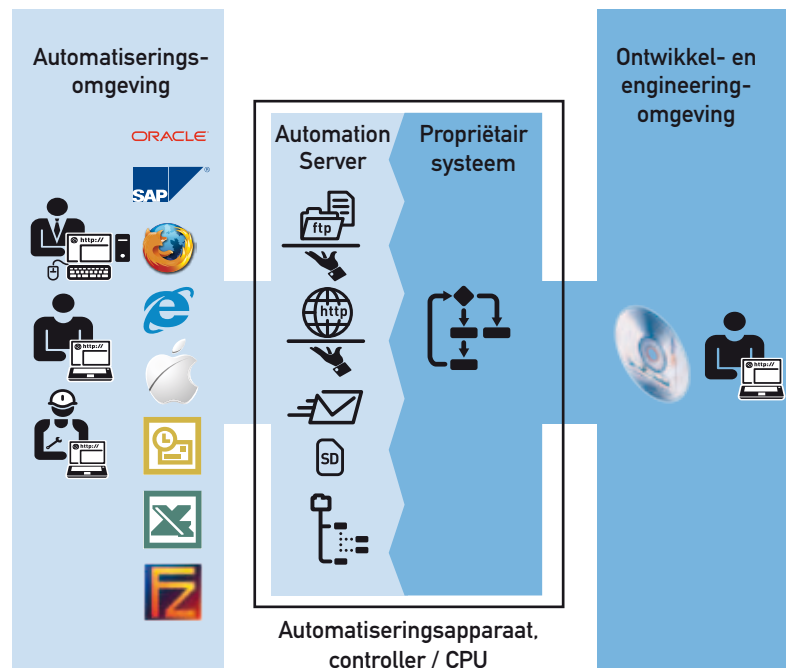 Automatiserings-
omgeving
ORACLE
SAP
®
http://
http://
http://
Automation
Server
ftp
http
SD
Propriëtair
systeem
Automatiseringsapparaat,
controller / CPU
Ontwikkel- en
engineering-
omgeving
http://
FZ